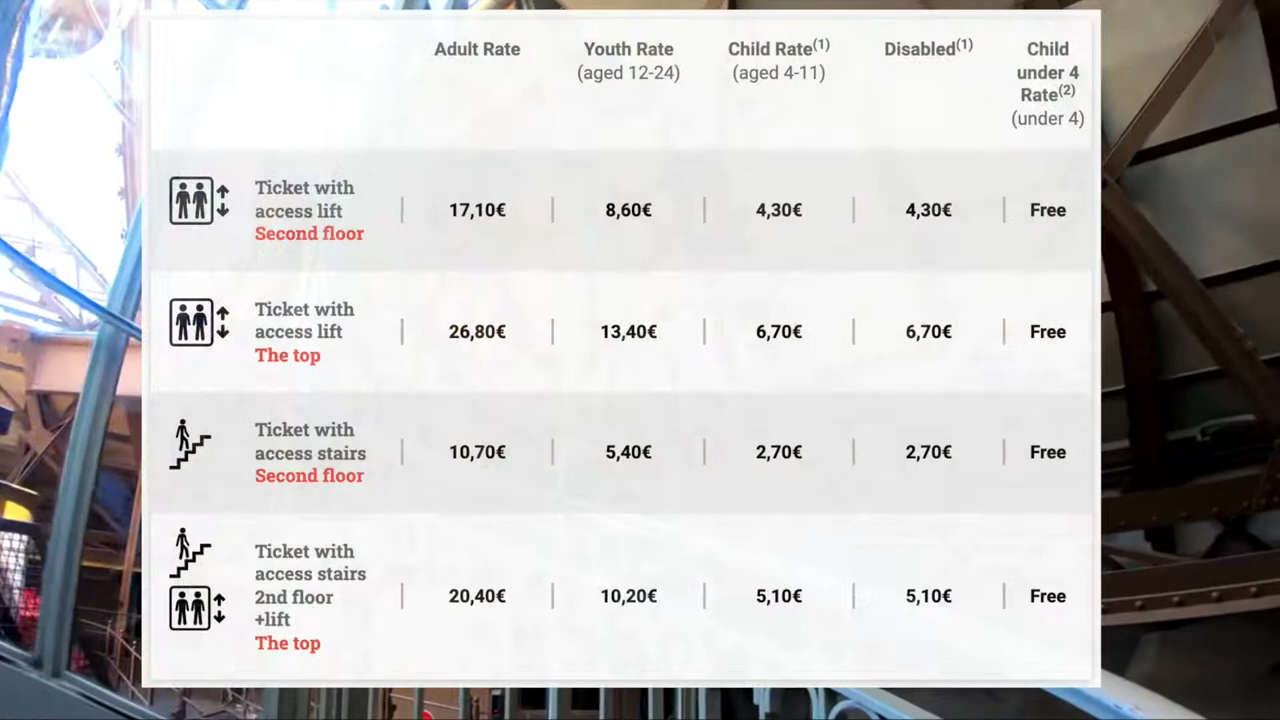 Adult Rate
Youth Rate
(aged 12-24)
Child Rate(1)
(aged 4-11)
Disabled(1)
Child
under 4
Rate(2)
(under 4)
Ticket with
access lift
Second floor
17,10€
8,60€
4,30€
4,30€
Free
Ticket with
access lift
The top
26,80€
13,40€
6,70€
6,70€
Free
Ticket with
access stairs
Second floor
10,70€
5,40€
2,70€
2,70€
Free
Ticket with
access stairs
2nd floor
+lift
The top
20,40€
10,20€
5,10€
5,10€
Free